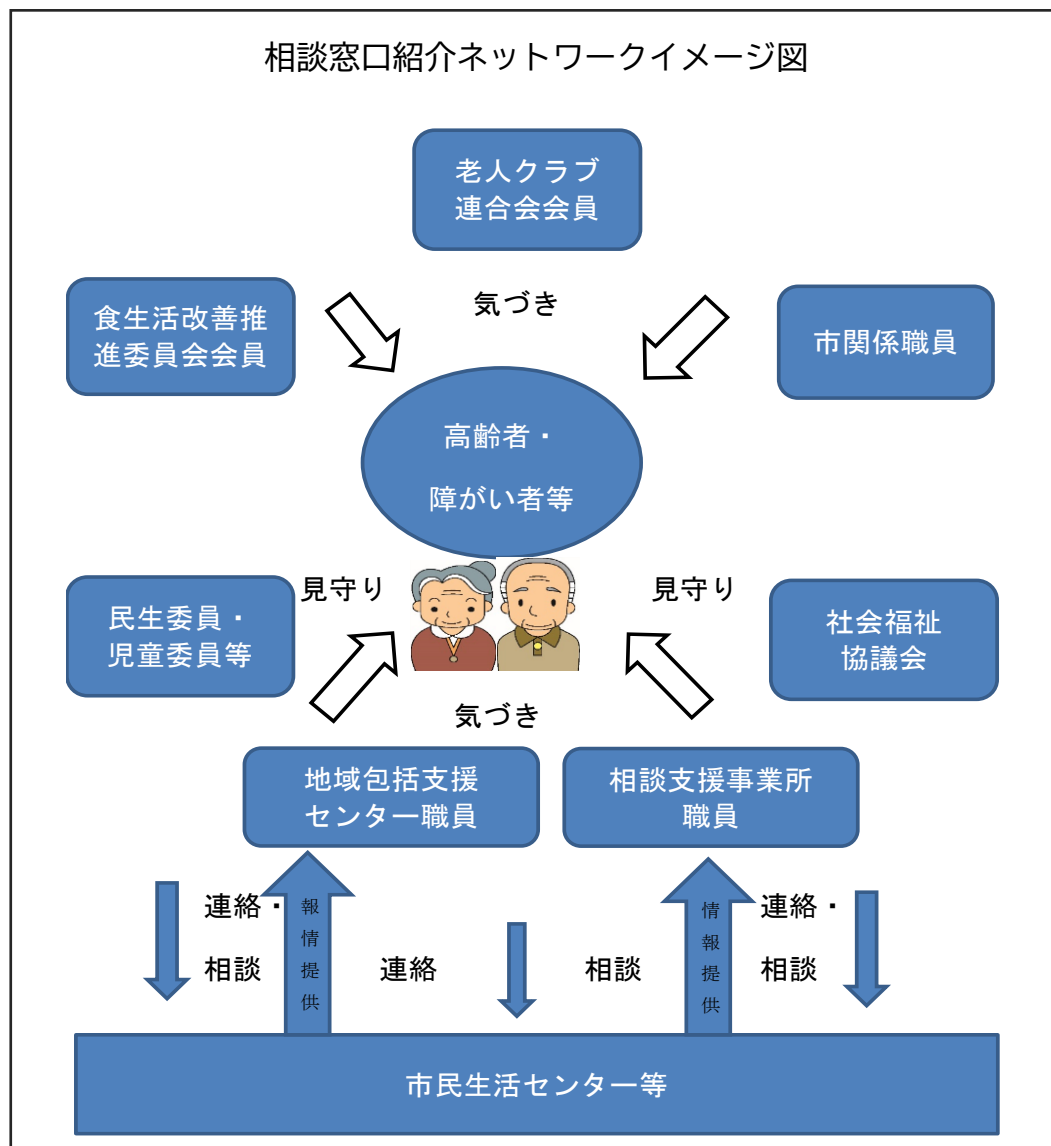 相談窓口紹介ネットワークイメージ図
老人クラブ
連合会会員
気づき
食生活改善推
進委員会会員
市関係職員
高齢者・
障がい者等
見守り
見守り
民生委員・
児童委員等
社会福祉
協議会
気づき
地域包括支援
センター職員
相談支援事業所
職員
連絡・
相談
報情提供
連絡
相談
情報提供
連絡・
相談
市民生活センター等